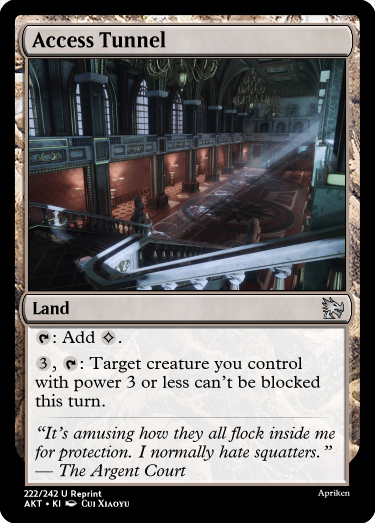 Access Tunnel
Land
: Add .
3, : Target creature you control
with power 3 or less can't be blocked
this turn.
“It's amusing how they all flock inside me
for protection. I normally hate squatters.”
— The Argent Court
222/242 U Reprint
Apriken
AKT • KI Cui Xiaoyu